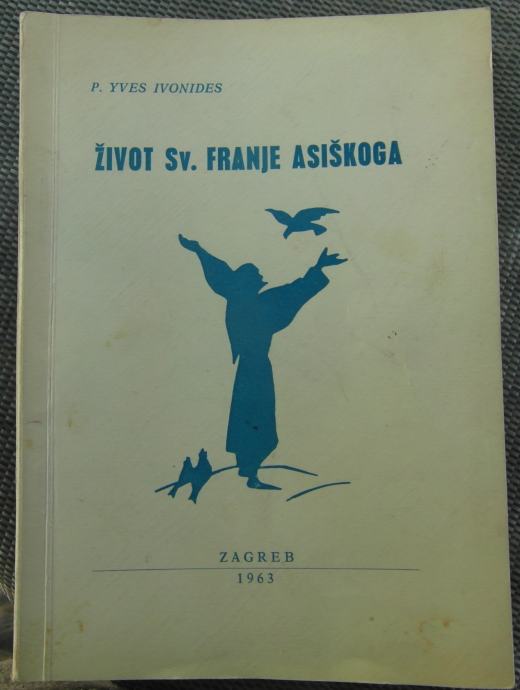 P. YVES IVONIDES
ŽIVOT Sv. FRANJE ASIŠKOGA
ZAGREB
1963